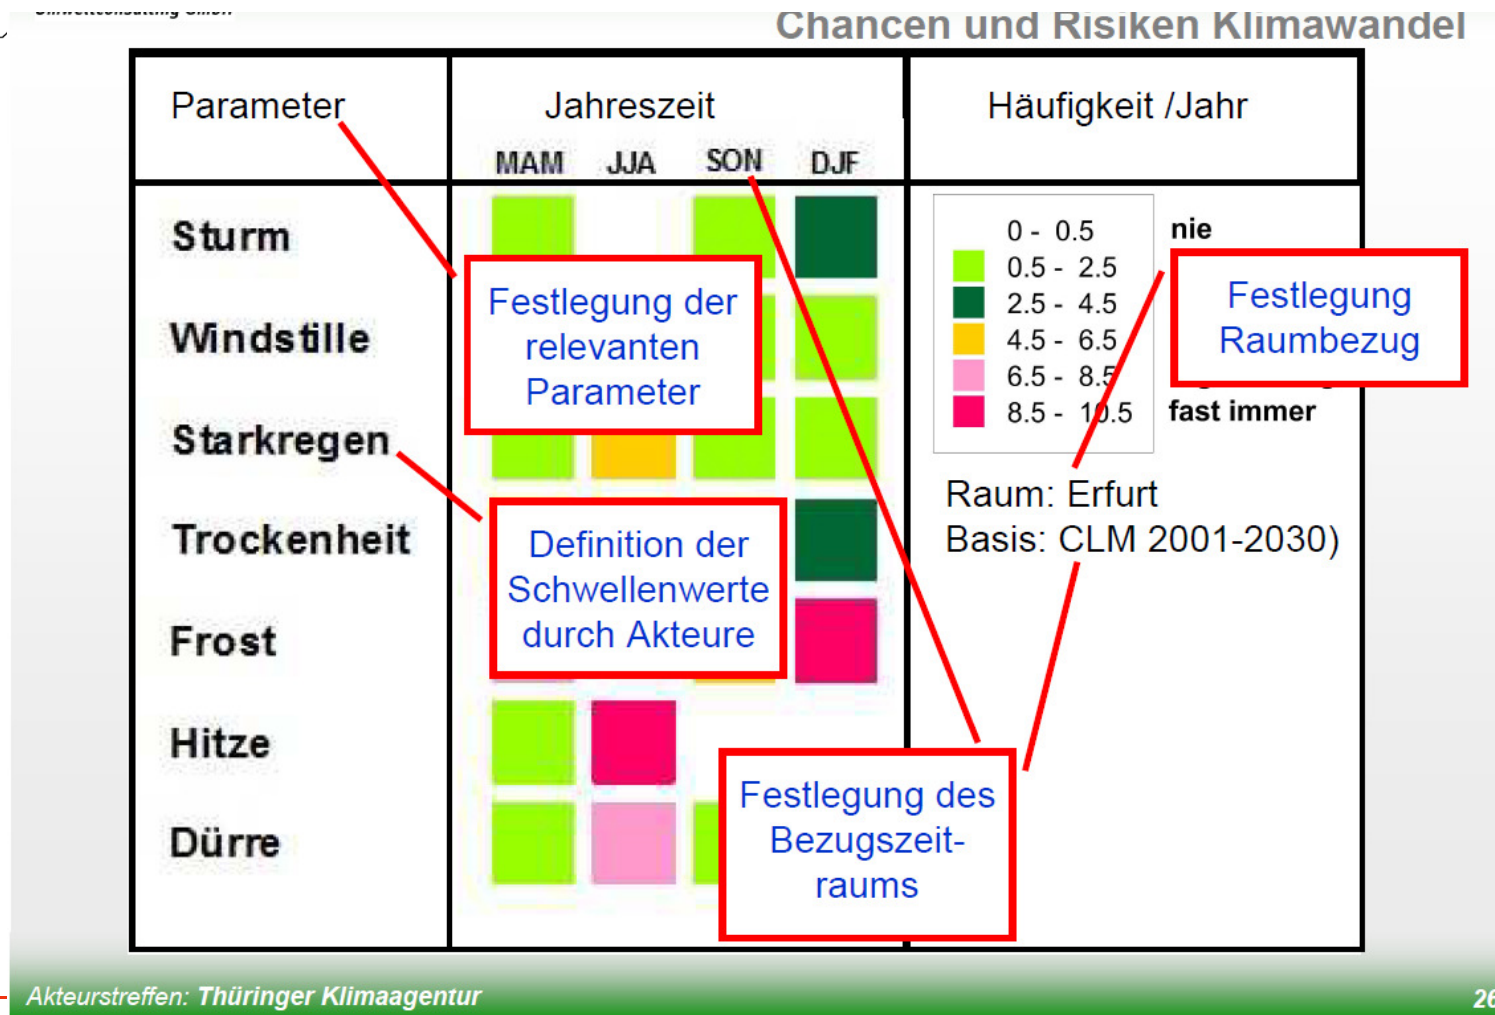 Chancen und Risiken Klimawandel
Parameter
Jahreszeit
Häufigkeit /Jahr
MAM JJA SON DJF
Sturm
Windstille
Starkregen
Trockenheit
Frost
Hitze
Dürre
Festlegung der
relevanten
Parameter
Definition der
Schwellenwerte
durch Akteure
Festlegung des
Bezugszeit-
raums
0 - 0.5 nie
0.5 - 2.5
2.5 - 4.5
4.5 - 6.5
6.5 - 8.5
8.5 - 10.5 fast immer
Festlegung
Raumbezug
Raum: Erfurt
Basis: CLM 2001-2030)
Akteurstreffen: Thüringer Klimaagentur
26